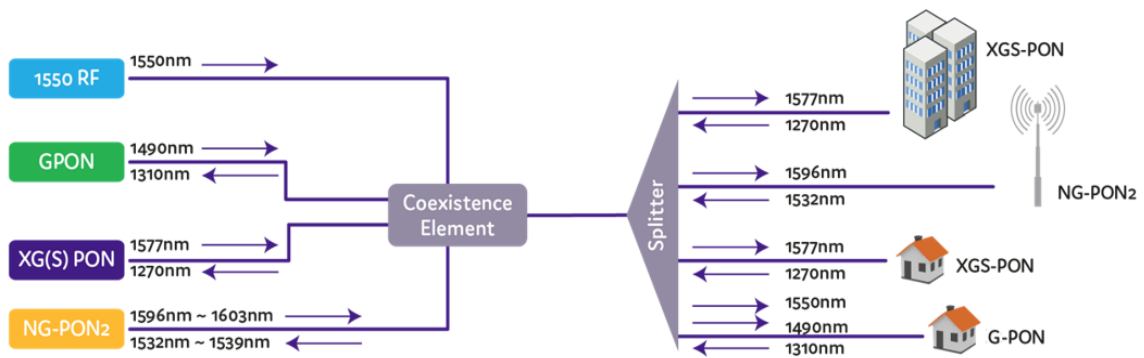 1550 RF
1550nm
GPON
1490nm
1310nm
XG(S) PON
1577nm
1270nm
NG-PON2
1596nm ~ 1603nm
1532nm ~ 1539nm
Coexistence
Element
Splitter
1577nm
1270nm
XGS-PON
1596nm
1532nm
NG-PON2
1577nm
1270nm
XGS-PON
1550nm
1490nm
1310nm
G-PON